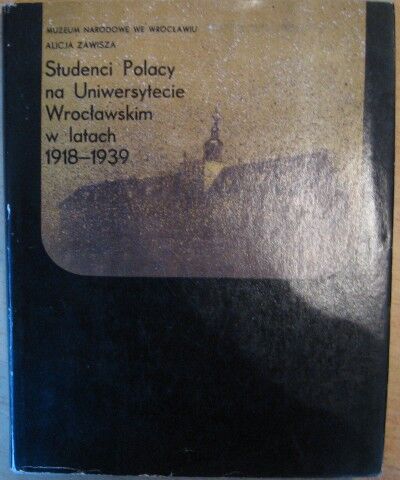 MUZEUM NARODOWE WE WROCŁAWIU
ALICJA ZAWISZA
Studenci Polacy
na Uniwersytecie
Wrocławskim
w latach
1918–1939